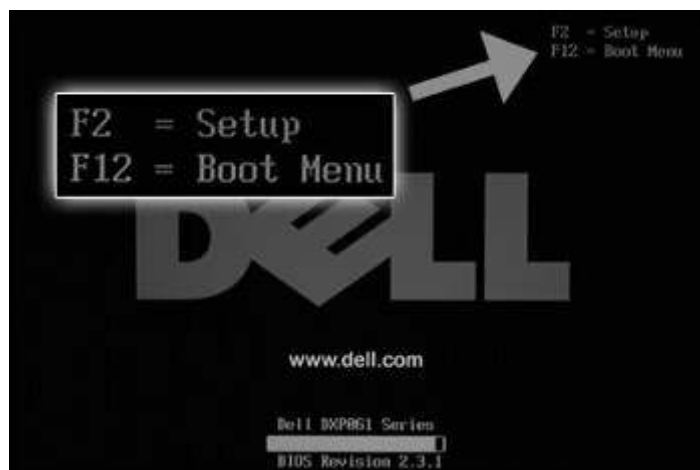 F2 = Setup
F12 = Boot Menu
F2 = Setup
F12 = Boot Menu
DELL
www.dell.com
Dell DXP061 Series
BIOS Revision 2.3.1